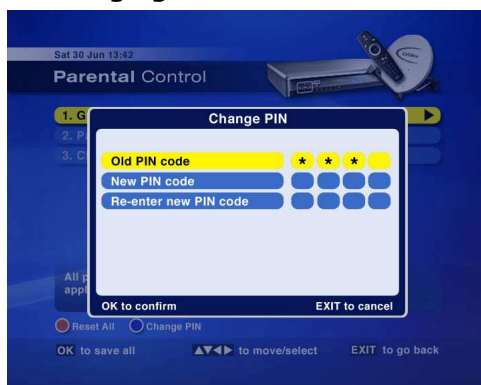 Sat 30 Jun 13:42
Parental Control
1. G
Change PIN
2. P
3. C
Old PIN code * * *
New PIN code
Re-enter new PIN code
All p
appl
OK to confirm EXIT to cancel
Reset All Change PIN
OK to save all ▲▼◀▶ to move/select EXIT to go back